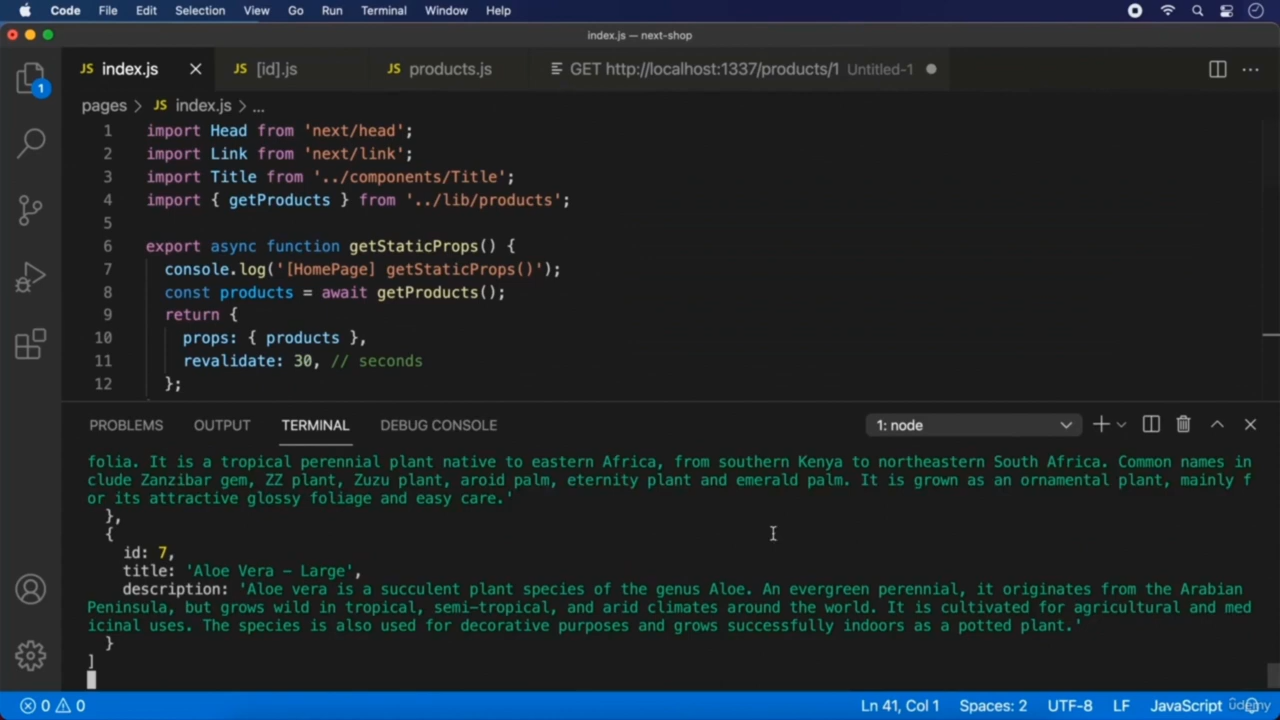 Code File Edit Selection View Go Run Terminal Window Help
index.js — next-shop
JS index.js JS [id].js JS products.js GET http://localhost:1337/products/1 Untitled-1
1
pages > JS index.js > ...
1 import Head from 'next/head';
2 import Link from 'next/link';
3 import Title from '../components/Title';
4 import { getProducts } from '../lib/products';
5
6 export async function getStaticProps() {
7 console.log('[HomePage] getStaticProps()');
8 const products = await getProducts();
9 return {
10 props: { products },
11 revalidate: 30, // seconds
12 };
PROBLEMS OUTPUT TERMINAL DEBUG CONSOLE 1: node
folia. It is a tropical perennial plant native to eastern Africa, from southern Kenya to northeastern South Africa. Common names in
clude Zanzibar gem, ZZ plant, Zuzu plant, aroid palm, eternity plant and emerald palm. It is grown as an ornamental plant, mainly f
or its attractive glossy foliage and easy care.'
},
{
id: 7,
title: 'Aloe Vera - Large',
description: 'Aloe vera is a succulent plant species of the genus Aloe. An evergreen perennial, it originates from the Arabian
Peninsula, but grows wild in tropical, semi-tropical, and arid climates around the world. It is cultivated for agricultural and med
icinal uses. The species is also used for decorative purposes and grows successfully indoors as a potted plant.'
}
]
0 0 Ln 41, Col 1 Spaces: 2 UTF-8 LF JavaScript udemy